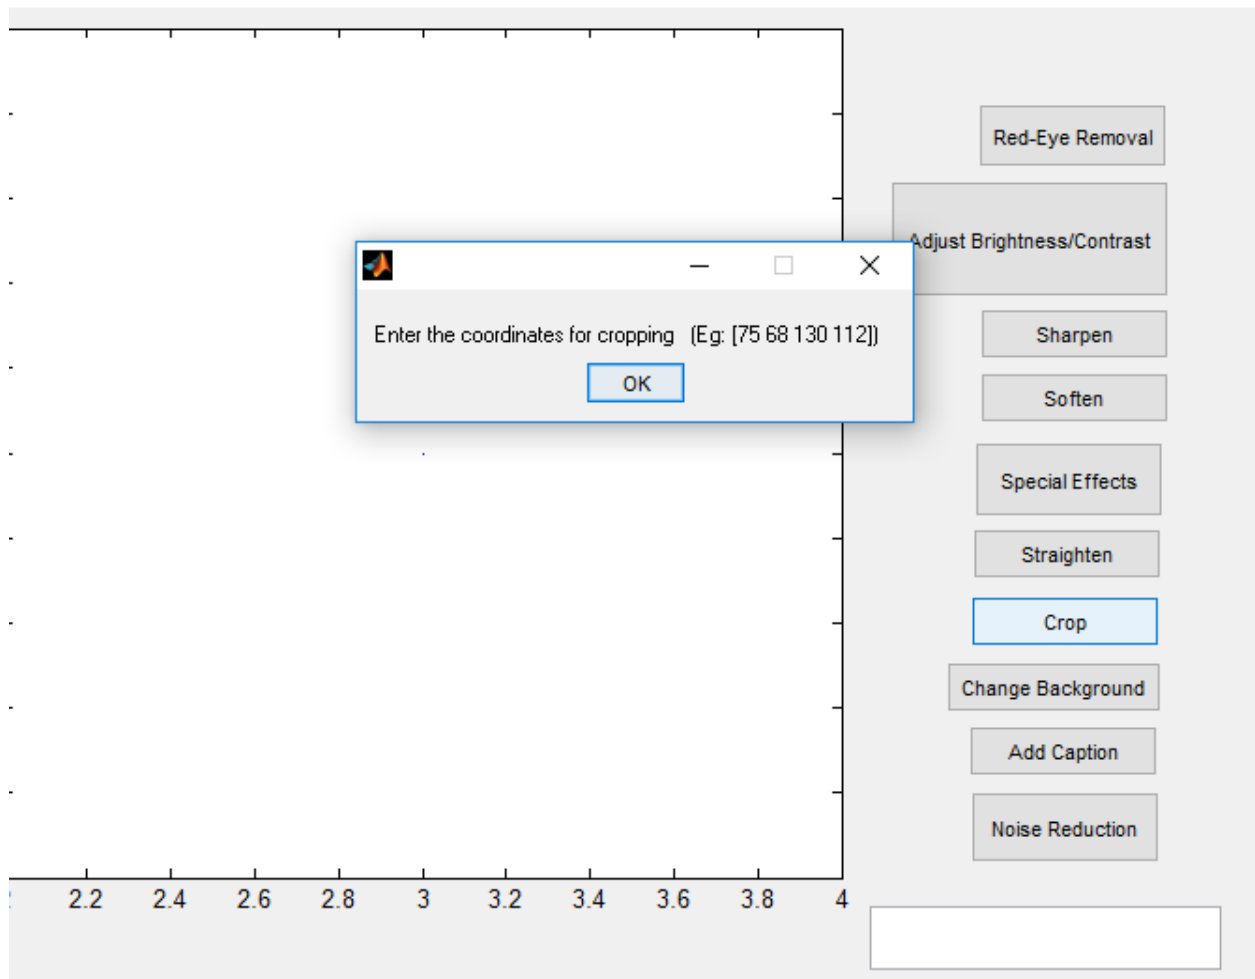 Red-Eye Removal
Adjust Brightness/Contrast
Enter the coordinates for cropping   (Eg: [75 68 130 112])
OK
Sharpen
Soften
Special Effects
Straighten
Crop
Change Background
Add Caption
Noise Reduction
2.2 2.4 2.6 2.8 3 3.2 3.4 3.6 3.8 4